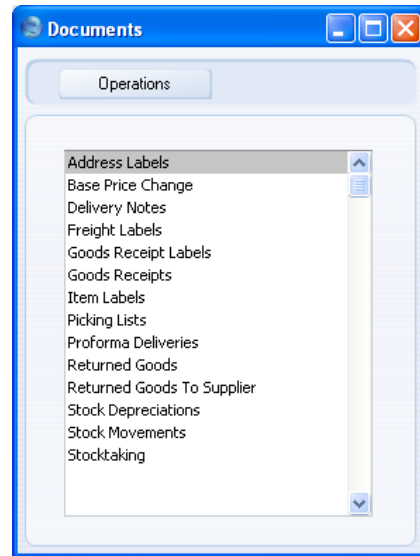 Documents
Operations
Address Labels
Base Price Change
Delivery Notes
Freight Labels
Goods Receipt Labels
Goods Receipts
Item Labels
Picking Lists
Proforma Deliveries
Returned Goods
Returned Goods To Supplier
Stock Depreciations
Stock Movements
Stocktaking